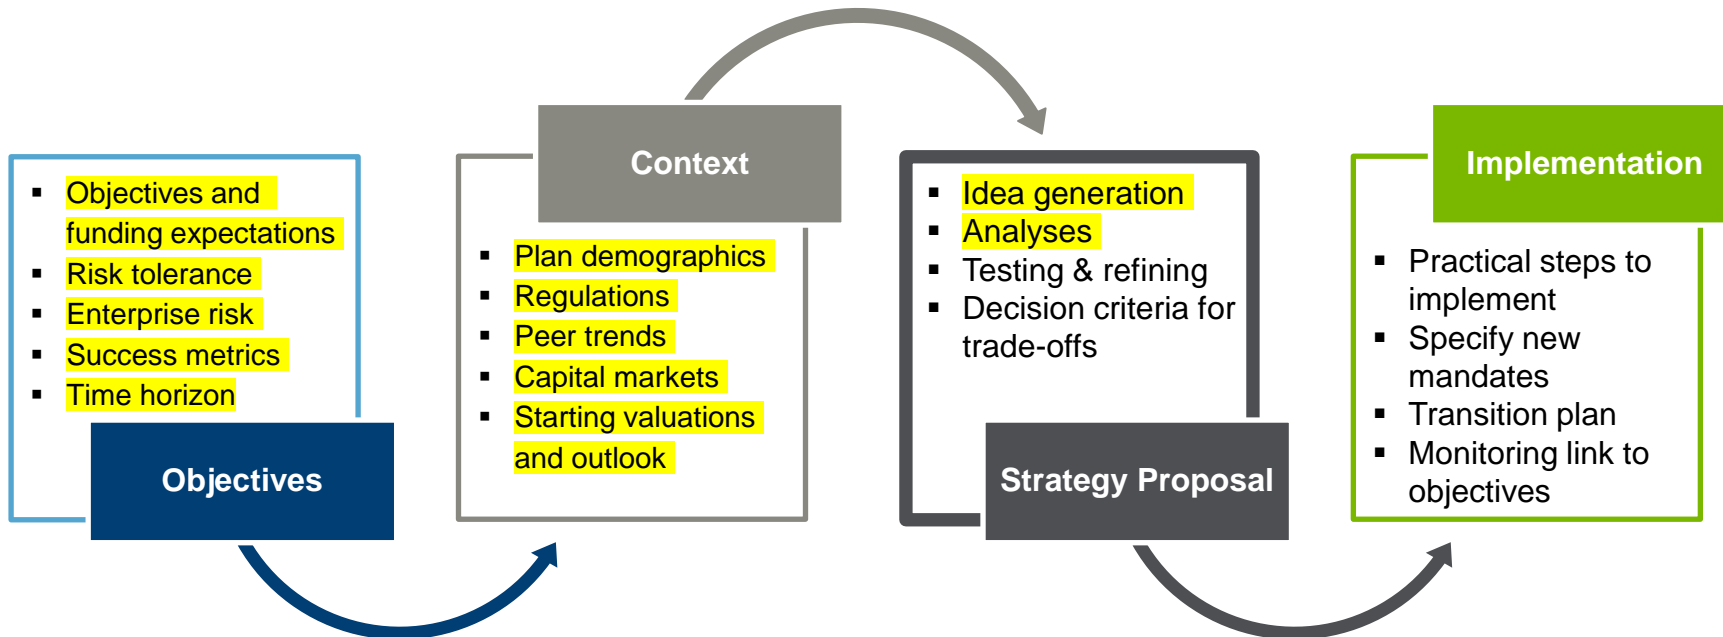 ▪ Objectives and
funding expectations
▪ Risk tolerance
▪ Enterprise risk
▪ Success metrics
▪ Time horizon
Objectives
Context
▪ Plan demographics
▪ Regulations
▪ Peer trends
▪ Capital markets
▪ Starting valuations
and outlook
▪ Idea generation
▪ Analyses
▪ Testing & refining
▪ Decision criteria for
trade-offs
Strategy Proposal
Implementation
▪ Practical steps to
implement
▪ Specify new
mandates
▪ Transition plan
▪ Monitoring link to
objectives